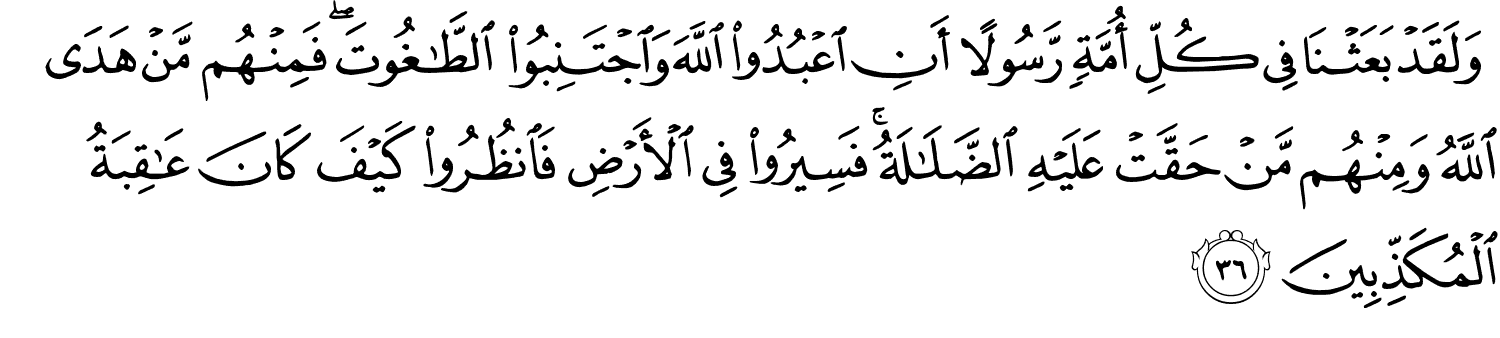 وَلَقَدۡ بَعَثۡنَا فِي كُلِّ أُمَّةٖ رَّسُولًا أَنِ ٱعۡبُدُواْ ٱللَّهَ وَٱجۡتَنِبُواْ ٱلطَّٰغُوتَۖ فَمِنۡهُم مَّنۡ هَدَى
ٱللَّهُ وَمِنۡهُم مَّنۡ حَقَّتۡ عَلَيۡهِ ٱلضَّلَٰلَةُۚ فَسِيرُواْ فِي ٱلۡأَرۡضِ فَٱنظُرُواْ كَيۡفَ كَانَ عَٰقِبَةُ
ٱلۡمُكَذِّبِينَ ٣٦